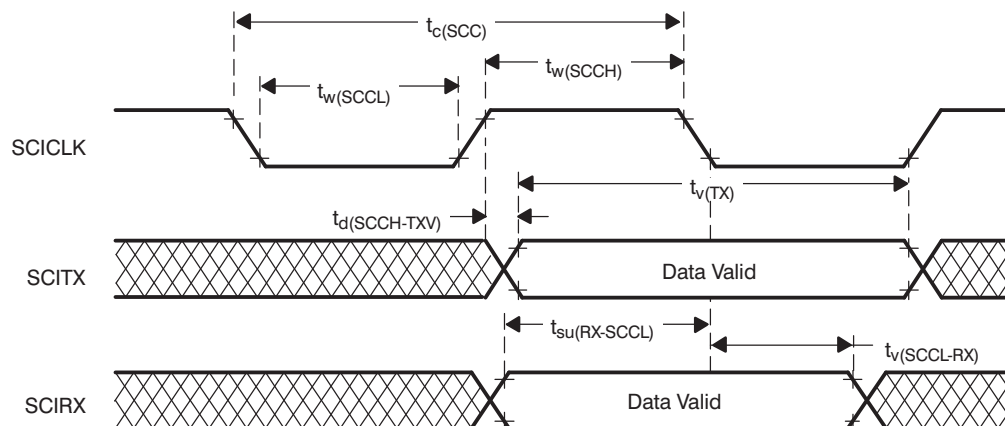 tc(SCC)
tw(SCCH)
tw(SCCL)
SCICLK
tv(TX)
td(SCCH-TXV)
SCITX
Data Valid
tsu(RX-SCCL)
tv(SCCL-RX)
SCIRX
Data Valid